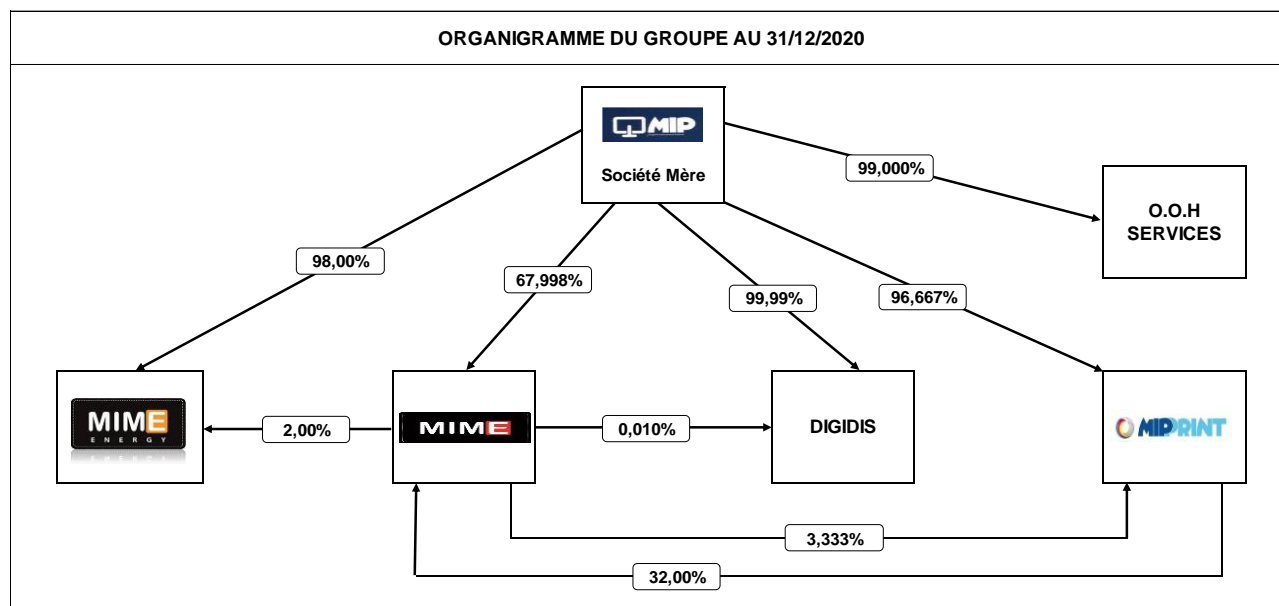 ORGANIGRAMME DU GROUPE AU 31/12/2020
MIP
Société Mère
99,000%
O.O.H
SERVICES
98,00%
67,998%
99,99%
96,667%
MIME
ENERGY
2,00%
MIME
0,010%
DIGIDIS
MIPPRINT
3,333%
32,00%